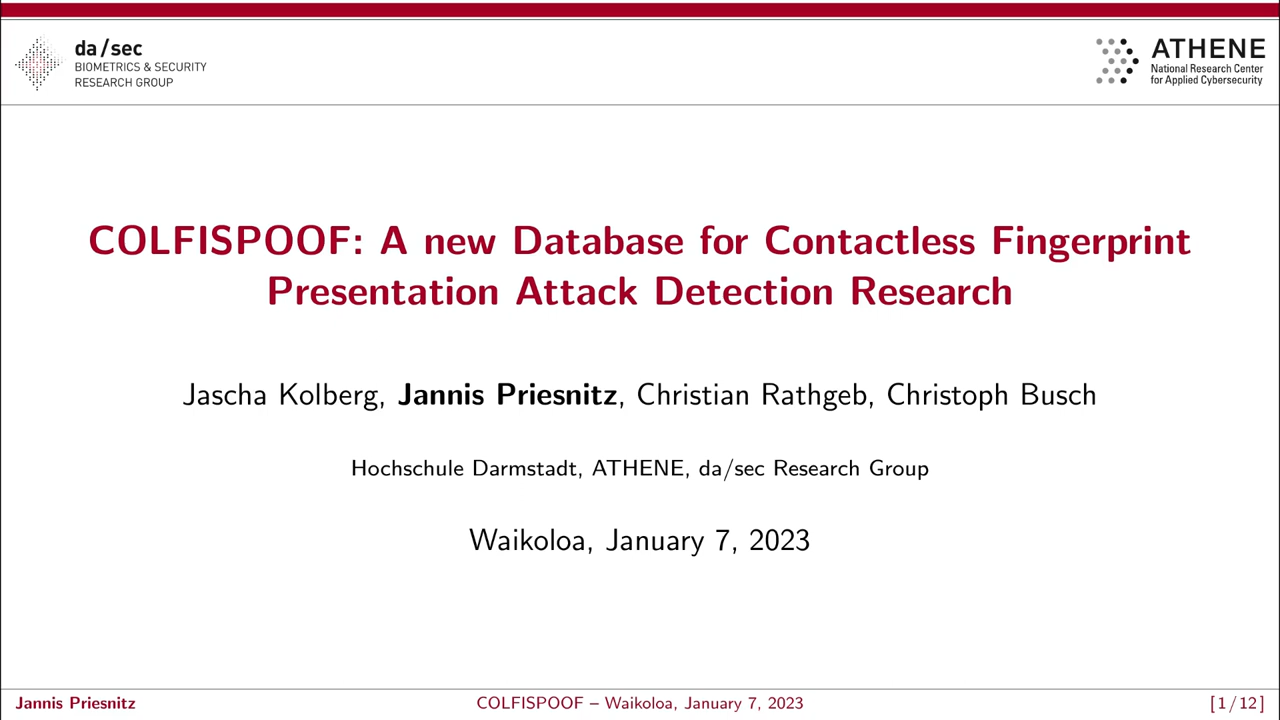 da/sec
BIOMETRICS & SECURITY
RESEARCH GROUP
ATHENE
National Research Center
for Applied Cybersecurity
COLFISPOOF: A new Database for Contactless Fingerprint
Presentation Attack Detection Research
Jascha Kolberg, Jannis Priesnitz, Christian Rathgeb, Christoph Busch
Hochschule Darmstadt, ATHENE, da/sec Research Group
Waikoloa, January 7, 2023
Jannis Priesnitz
COLFISPOOF – Waikoloa, January 7, 2023
[1/12]